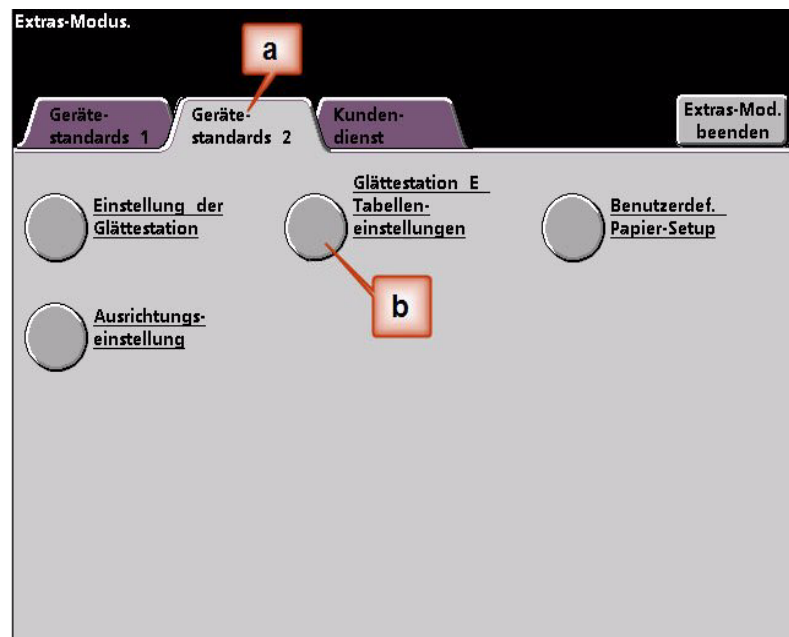 Extras-Modus.
a
Geräte-
standards 1
Geräte-
standards 2
Kunden-
dienst
Extras-Mod.
beenden
Einstellung der
Glättestation
Glättestation E
Tabellen-
einstellungen
Benutzerdef.
Papier-Setup
b
Ausrichtungs-
einstellung